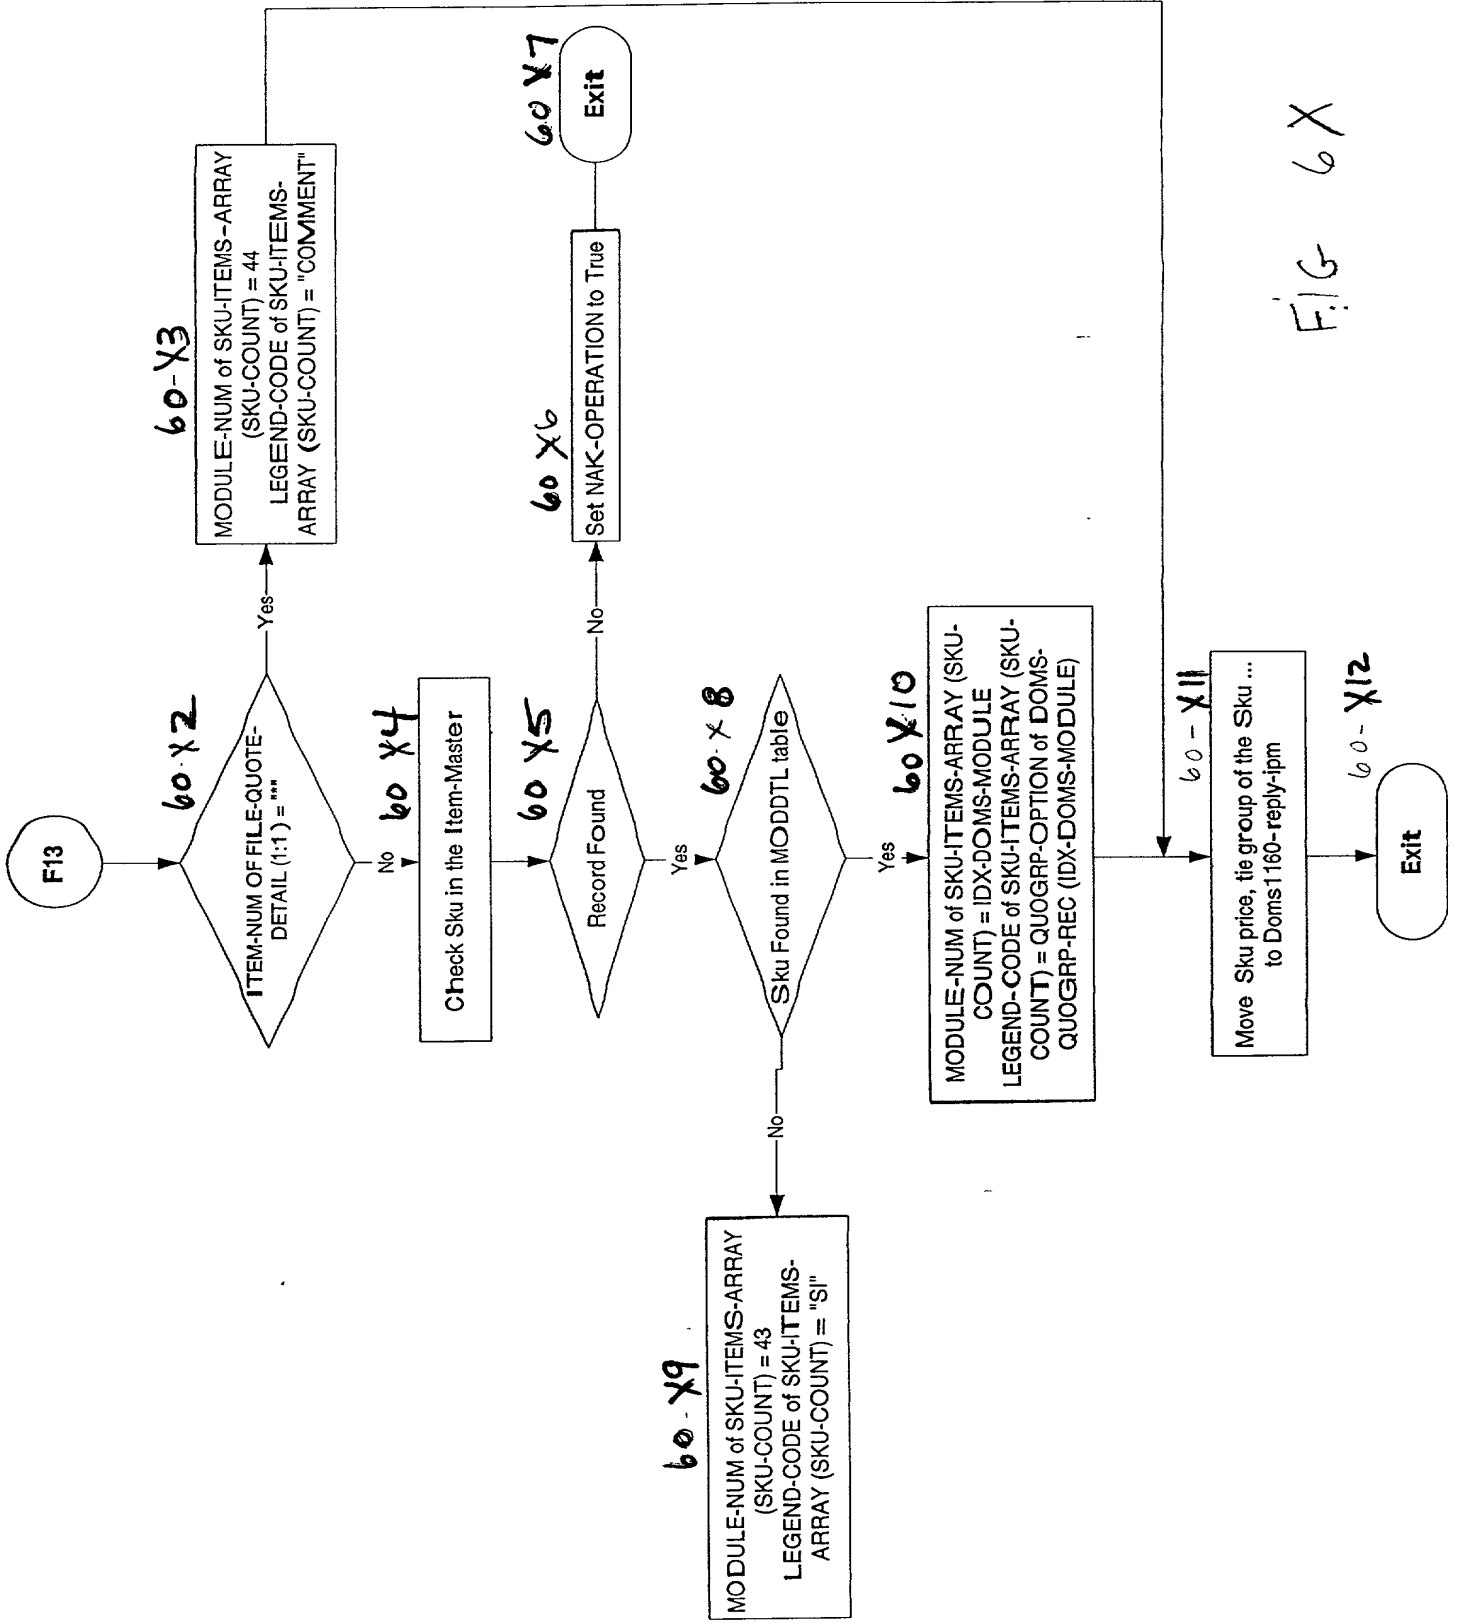 F13
60-X2
ITEM-NUM OF FILE-QUOTE-
DETAIL (1:1) = "*"
Yes
60-X3
MODULE-NUM of SKU-ITEMS-ARRAY
(SKU-COUNT) = 44
LEGEND-CODE of SKU-ITEMS-
ARRAY (SKU-COUNT) = "COMMENT"
No
60 X4
Check Sku in the Item-Master
60 X5
Record Found
No
60 X6
Set NAK-OPERATION to True
60 X7
Exit
Yes
60-X8
Sku Found in MODDTL table
No
60-X9
MODULE-NUM of SKU-ITEMS-ARRAY
(SKU-COUNT) = 43
LEGEND-CODE of SKU-ITEMS-
ARRAY (SKU-COUNT) = "SI"
Yes
60 X10
MODULE-NUM of SKU-ITEMS-ARRAY (SKU-
COUNT) = IDX-DOMS-MODULE
LEGEND-CODE of SKU-ITEMS-ARRAY (SKU-
COUNT) = QUOGRP-OPTION of DOMS-
QUOGRP-REC (IDX-DOMS-MODULE)
60-X11
Move Sku price, tie group of the Sku ...
to Doms1160-reply-ipm
60-X12
Exit
FIG 6X